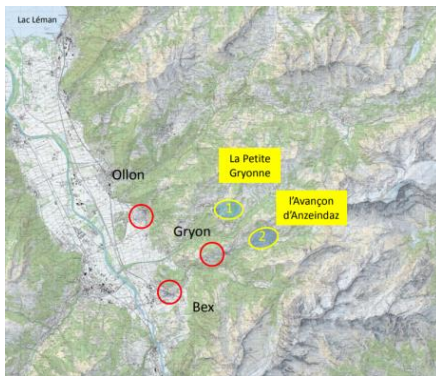 Lac Léman
La Petite
Gryonne
Ollon
l'Avançon
d'Anzeindaz
1
Gryon
2
Bex